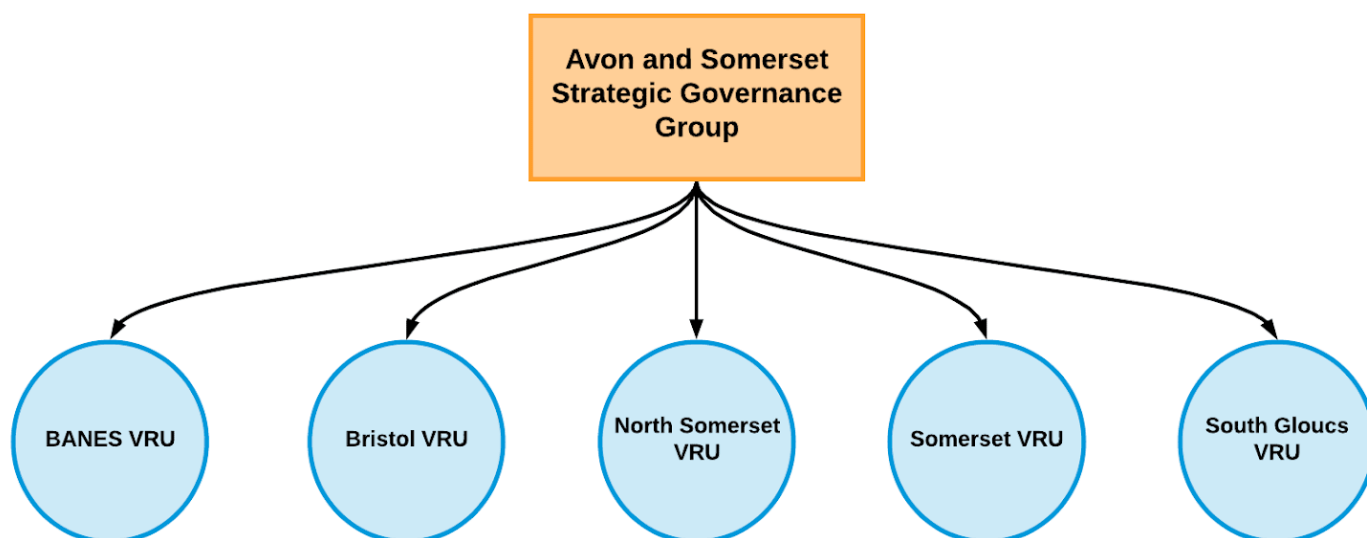 Avon and Somerset
Strategic Governance
Group
BANES VRU
Bristol VRU
North Somerset
VRU
Somerset VRU
South Gloucs
VRU